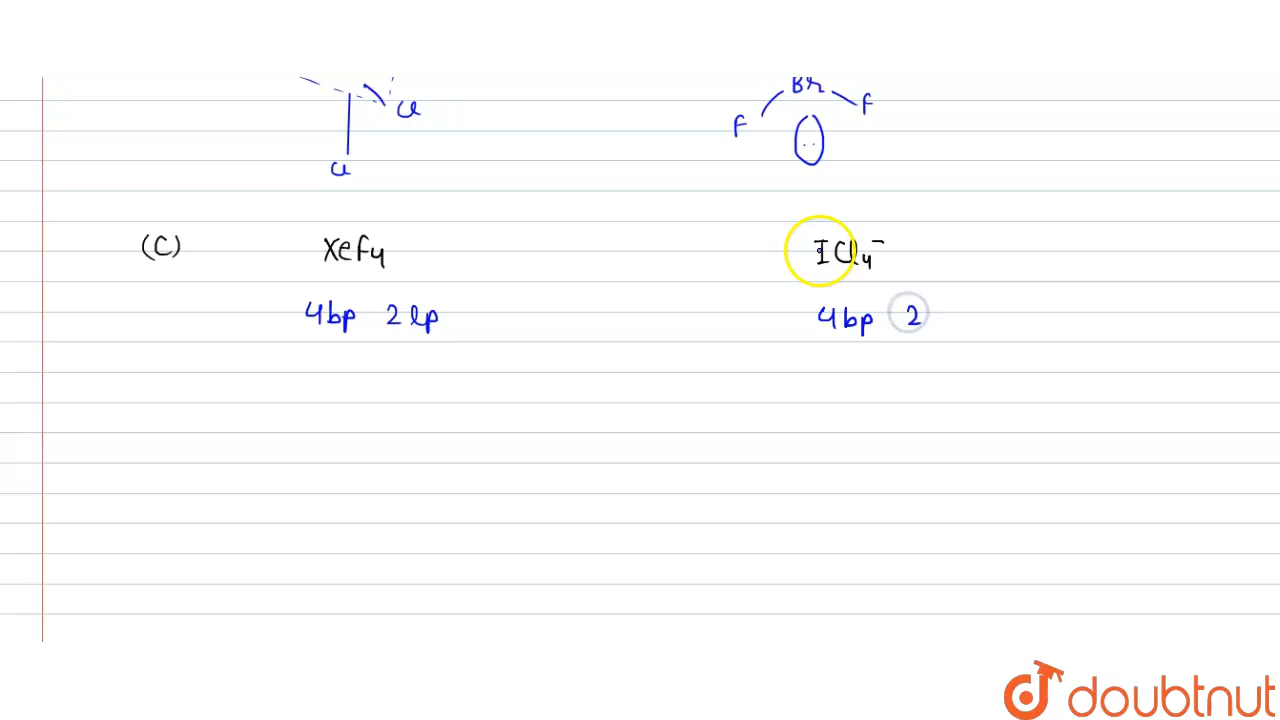 Br
F F
Cl
Cl
(C) XeF₄ ICl₄⁻
4bp 2lp 4bp 2
doubtnut